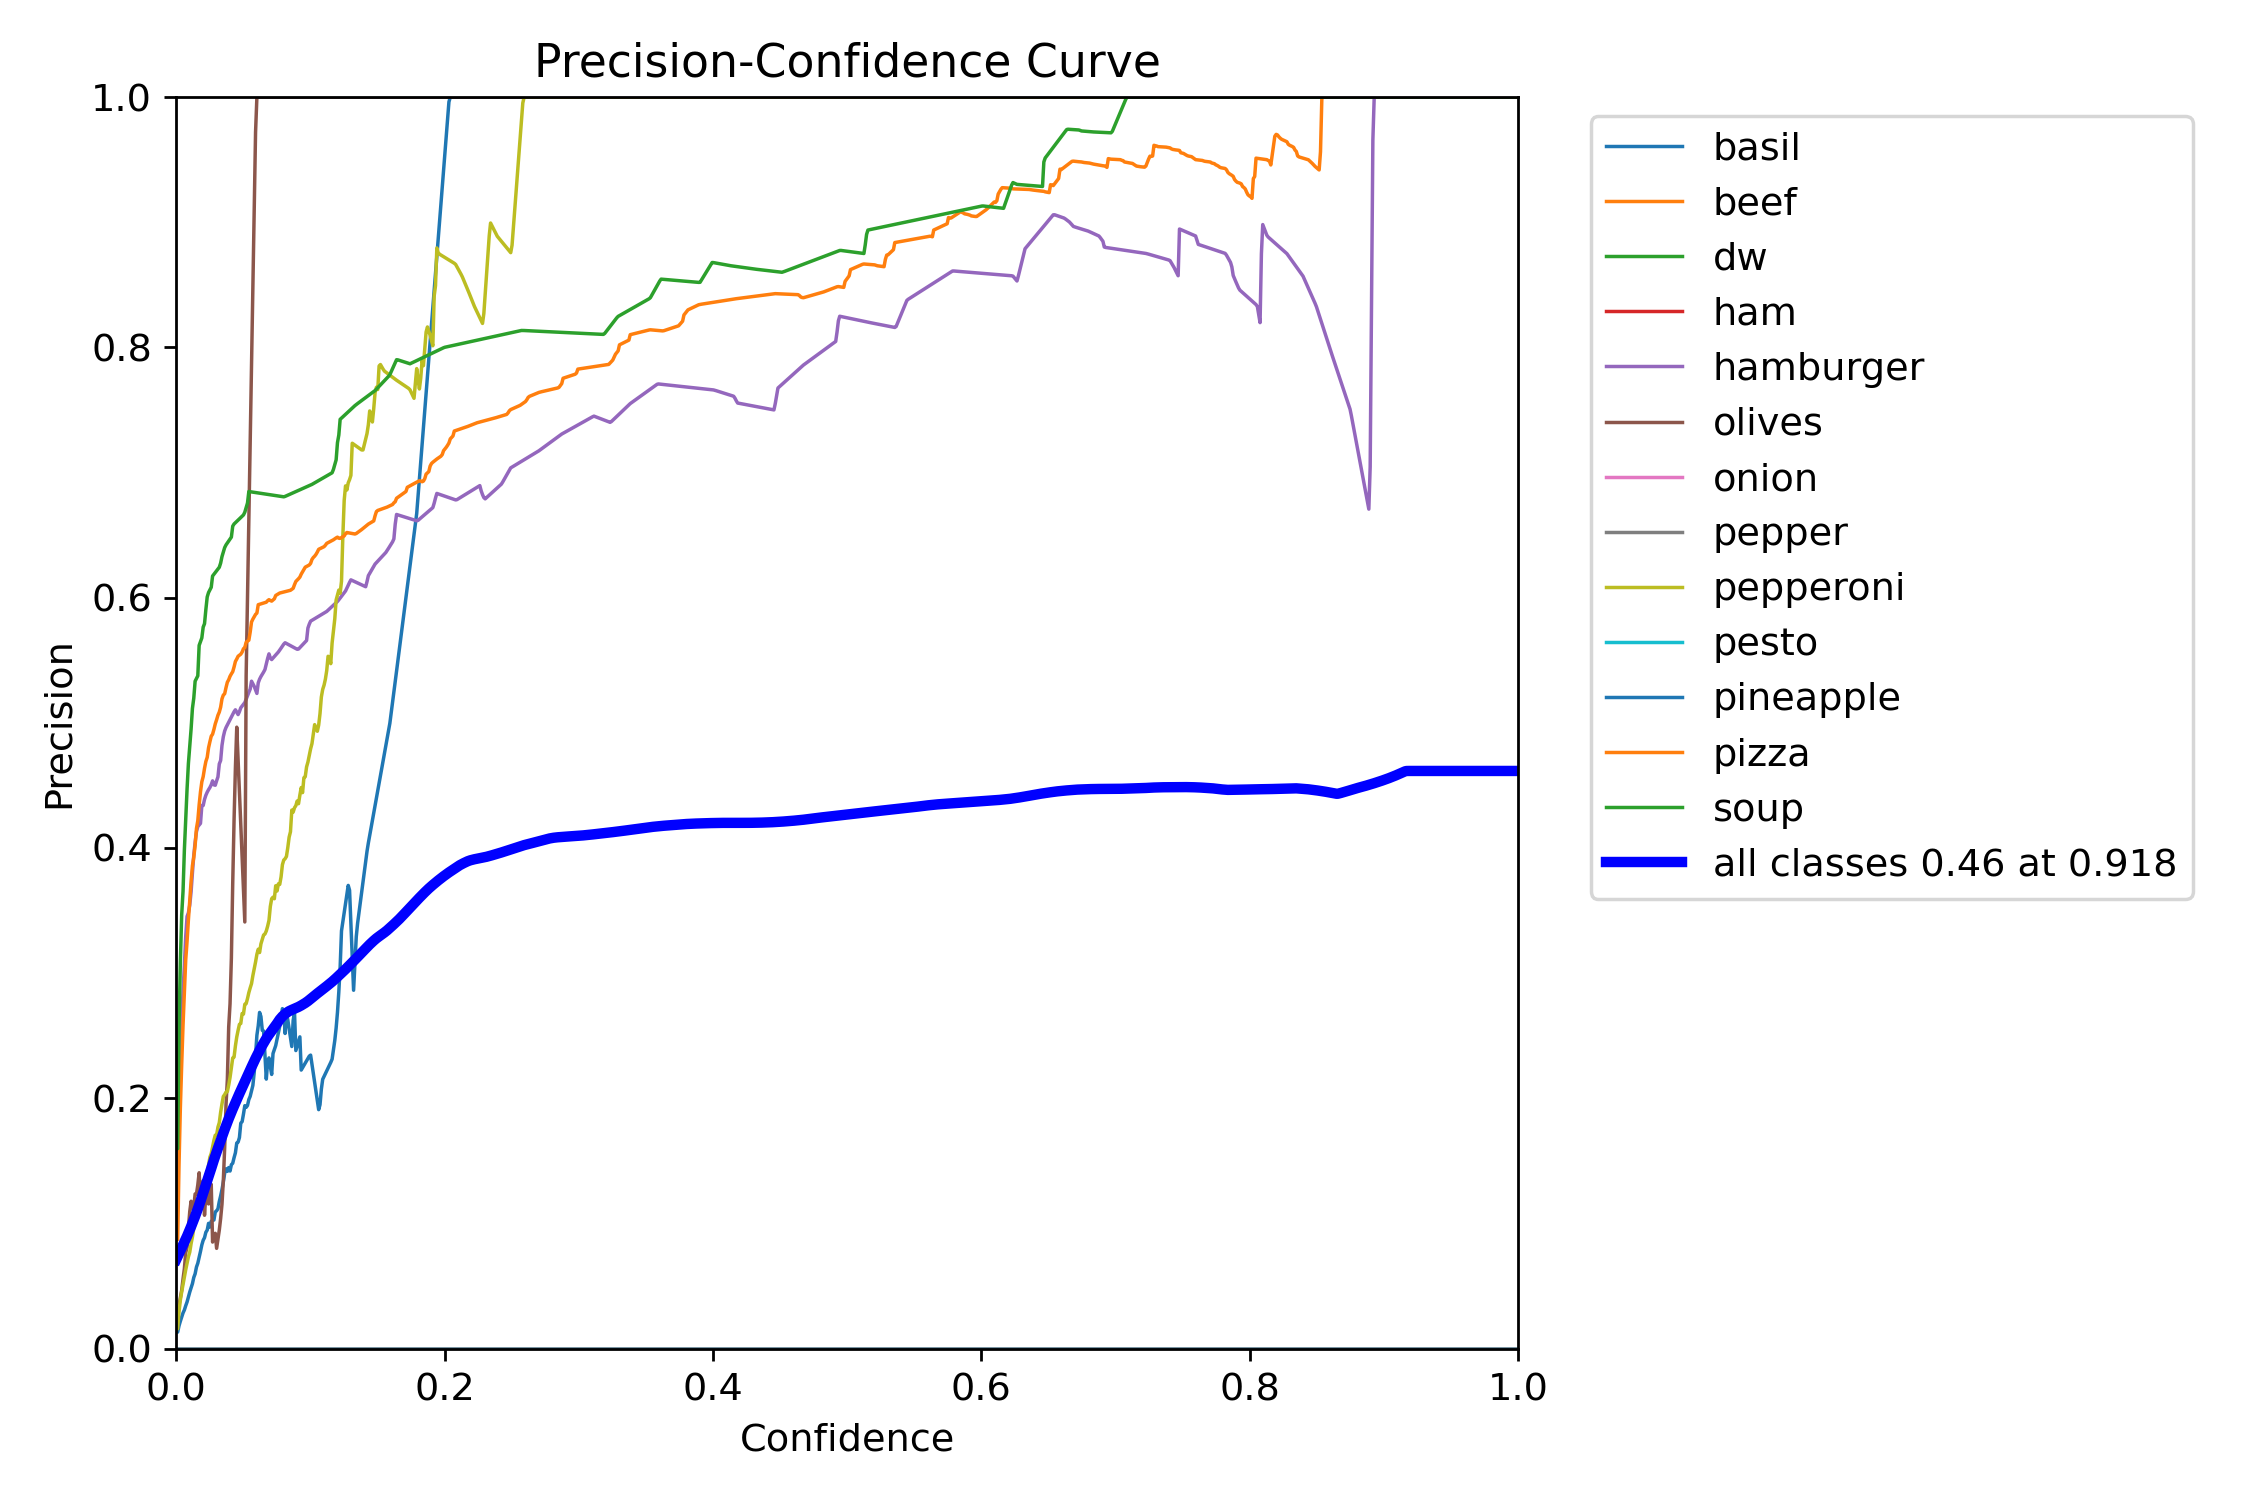 Precision-Confidence Curve
1.0
0.8
0.6
0.4
0.2
0.0
Precision
0.0 0.2 0.4 0.6 0.8 1.0
Confidence
basil
beef
dw
ham
hamburger
olives
onion
pepper
pepperoni
pesto
pineapple
pizza
soup
all classes 0.46 at 0.918